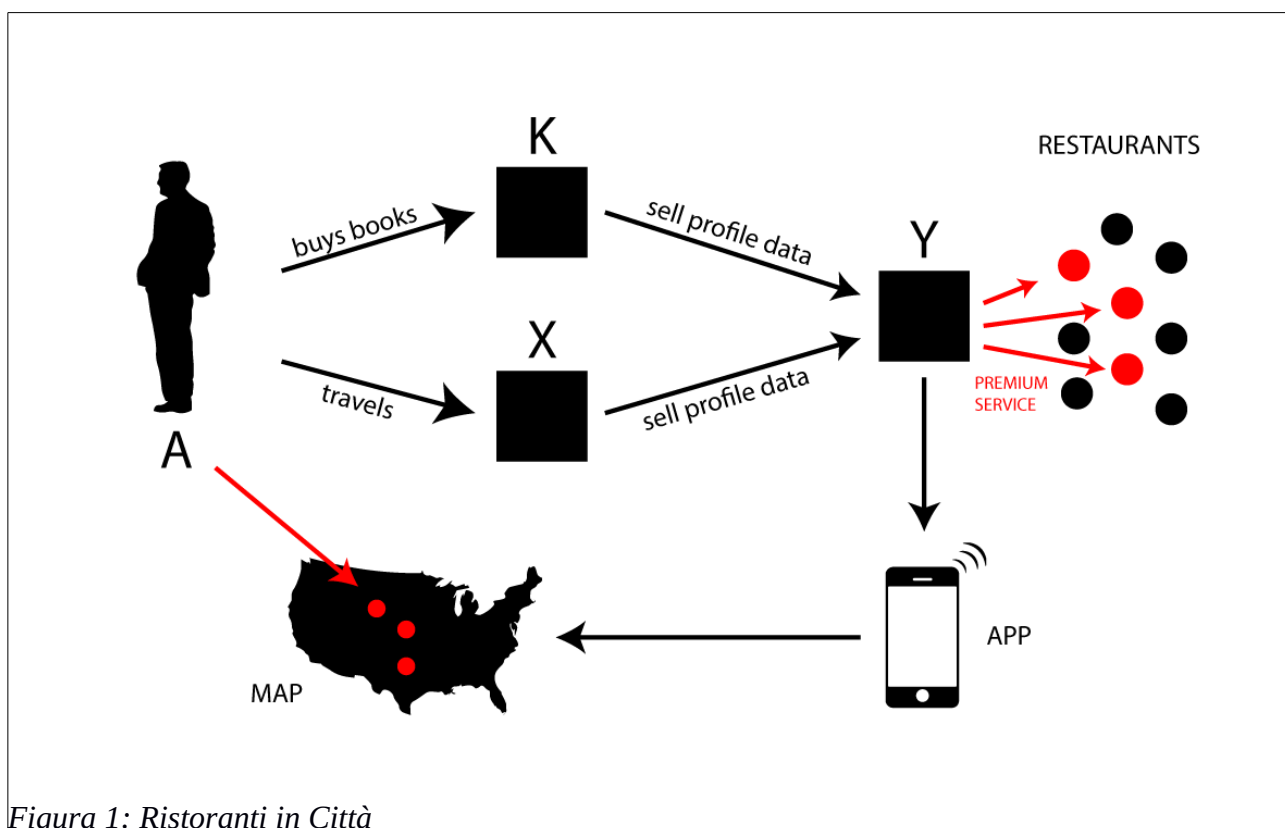 K
RESTAURANTS
buys books
sell profile data
Y
X
travels
sell profile data
PREMIUM
SERVICE
A
APP
MAP
Figura 1: Ristoranti in Città